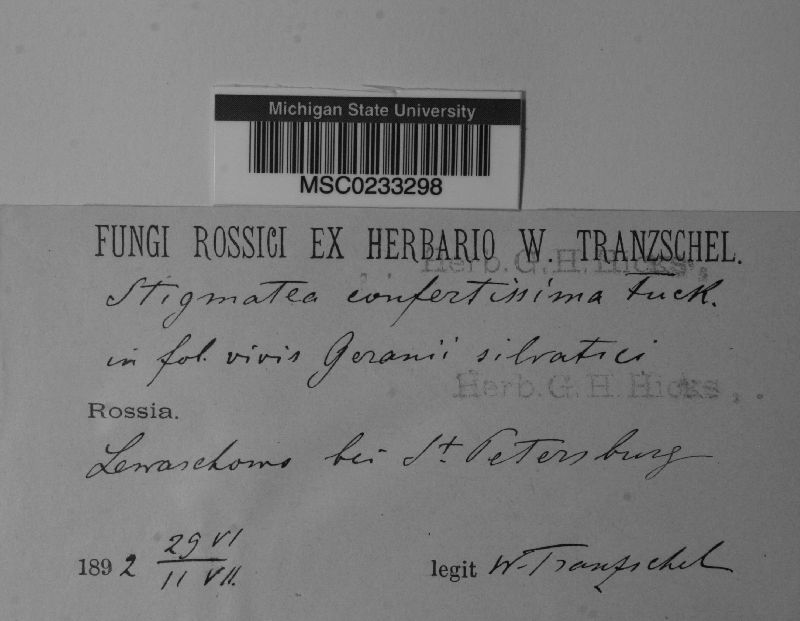 Michigan State University
MSC0233298
FUNGI ROSSICI EX HERBARIO W. TRANZSCHEL.
Herb. G. H. Hicks,
Stigmatea confertissima Fuck.
in fol. vivis Geranii silvatici
Herb. G. H. Hicks,
Rossia.
Lewaschowo bei St. Petersburg
1892 29 VI
11 VII.
legit W. Tranzschel